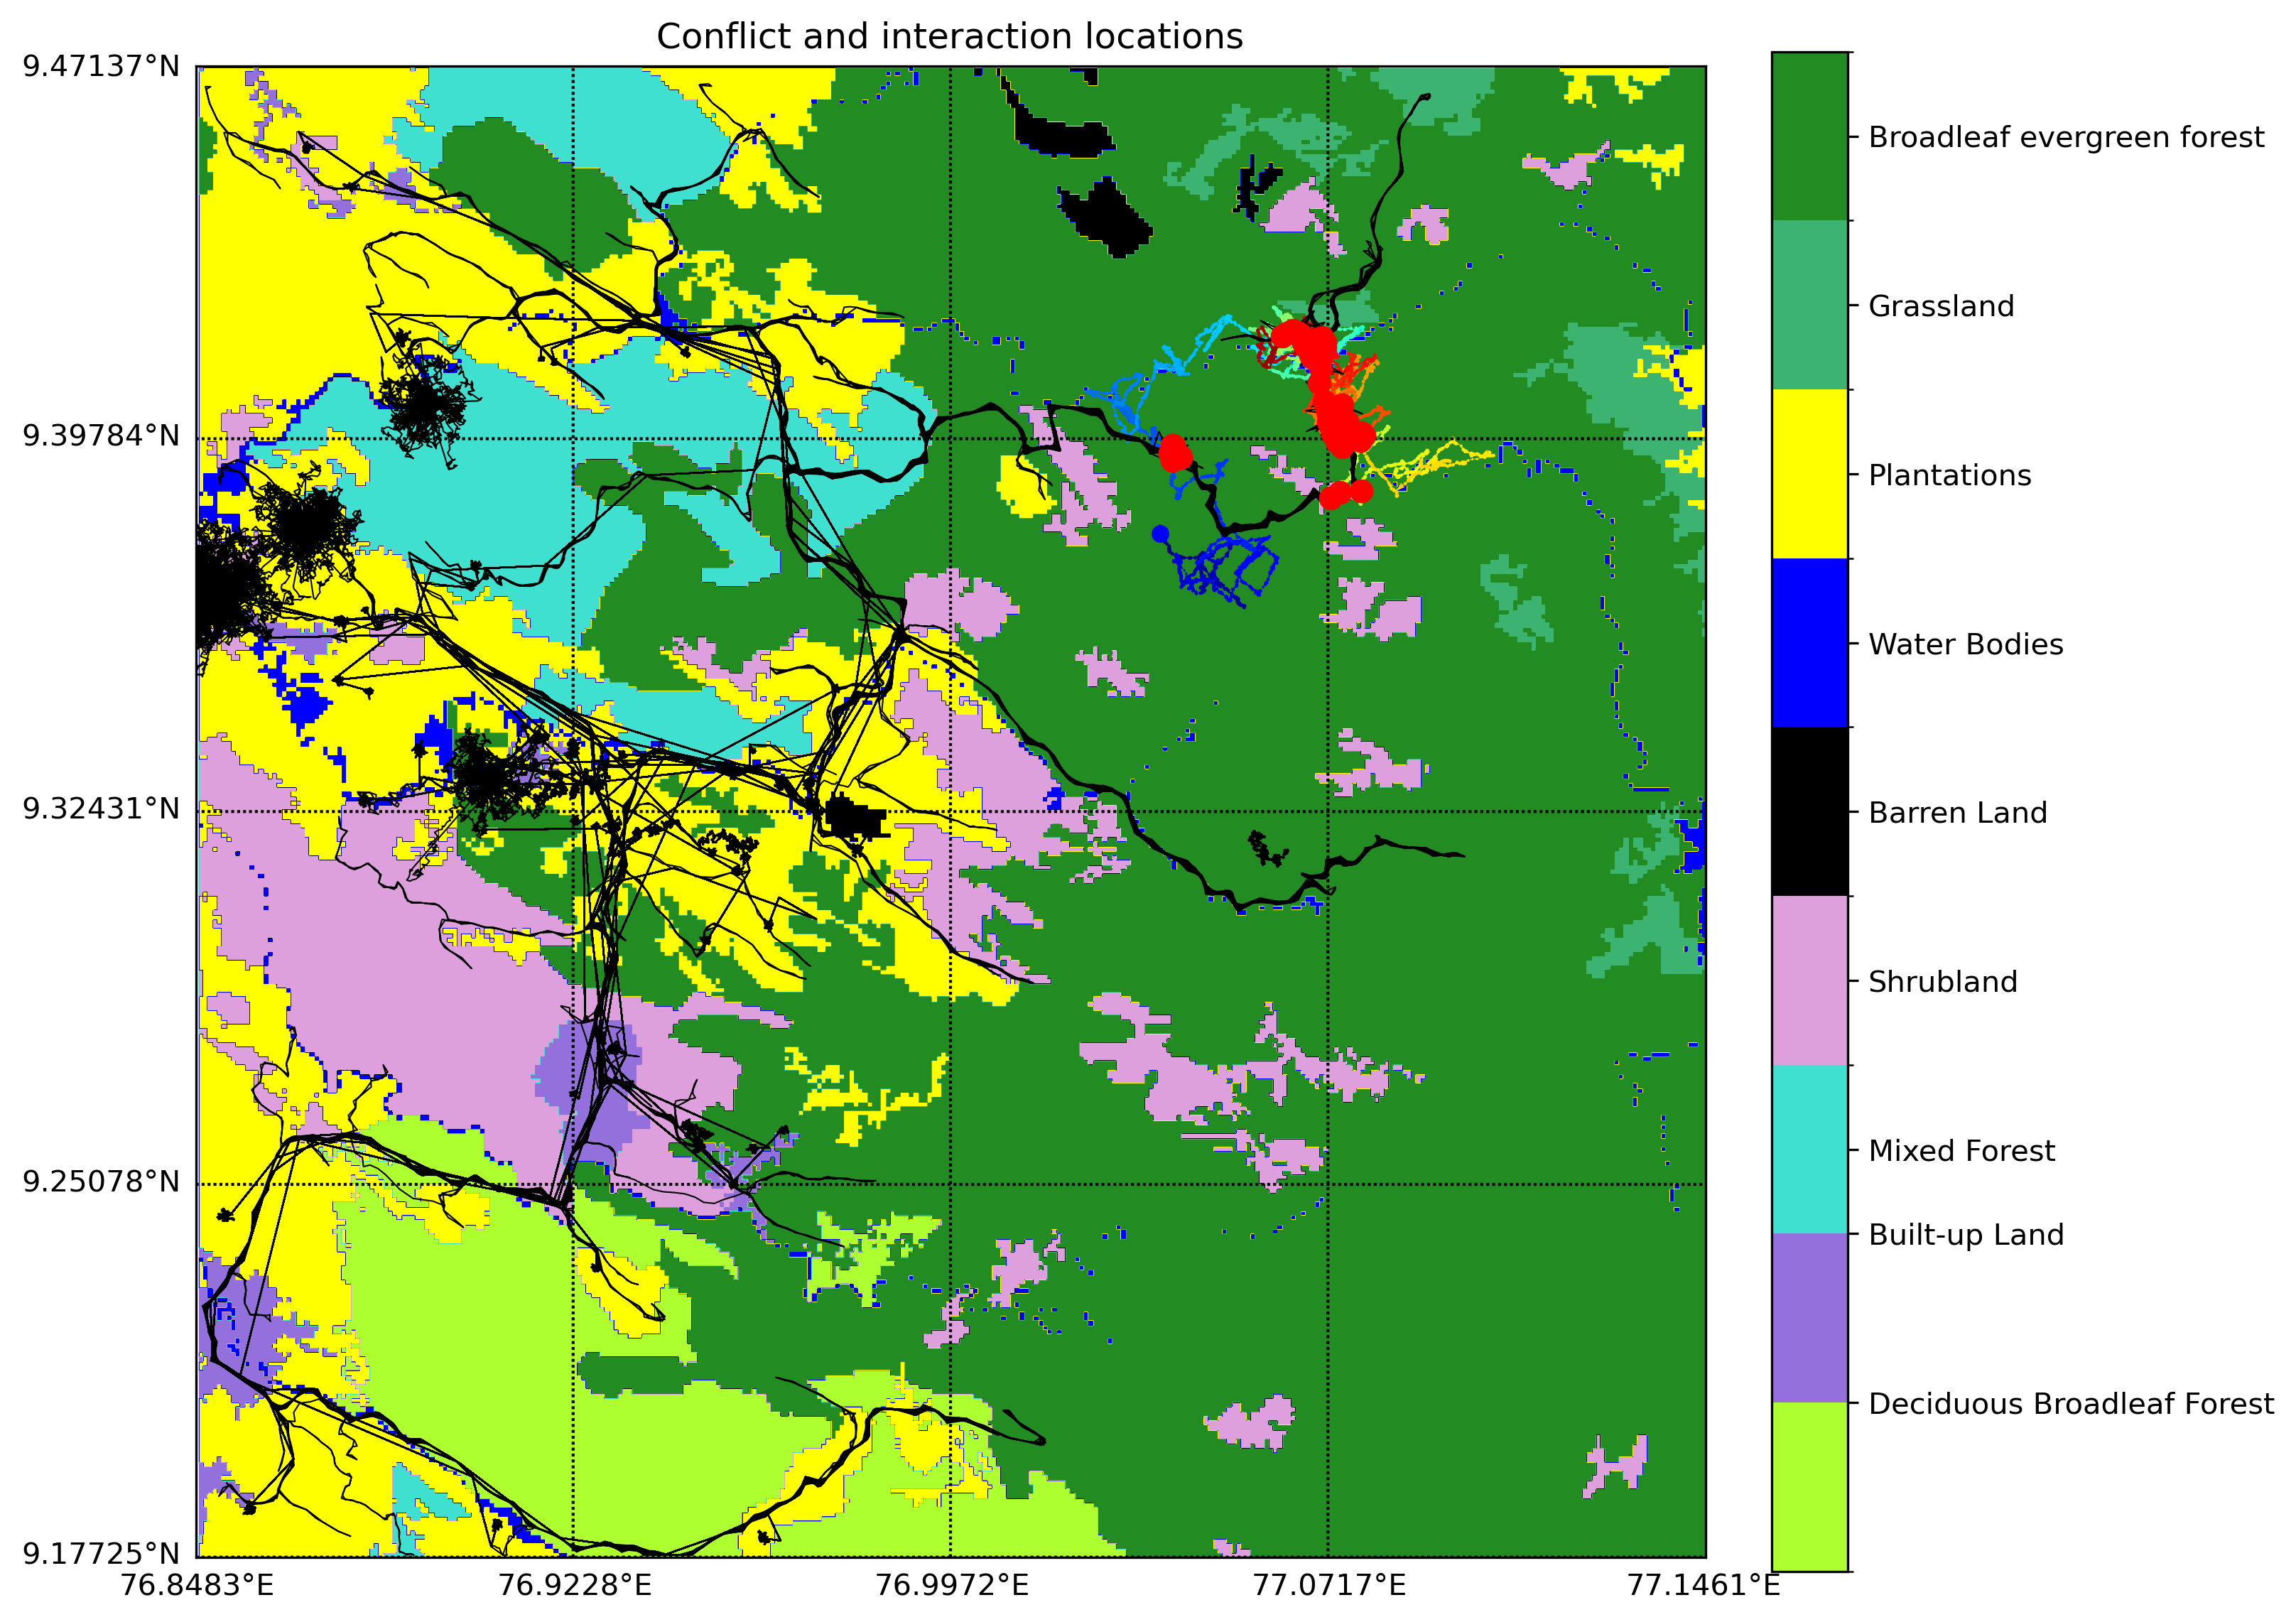 Conflict and interaction locations
9.47137°N
9.39784°N
9.32431°N
9.25078°N
9.17725°N
76.8483°E
76.9228°E
76.9972°E
77.0717°E
77.1461°E
Broadleaf evergreen forest
Grassland
Plantations
Water Bodies
Barren Land
Shrubland
Mixed Forest
Built-up Land
Deciduous Broadleaf Forest